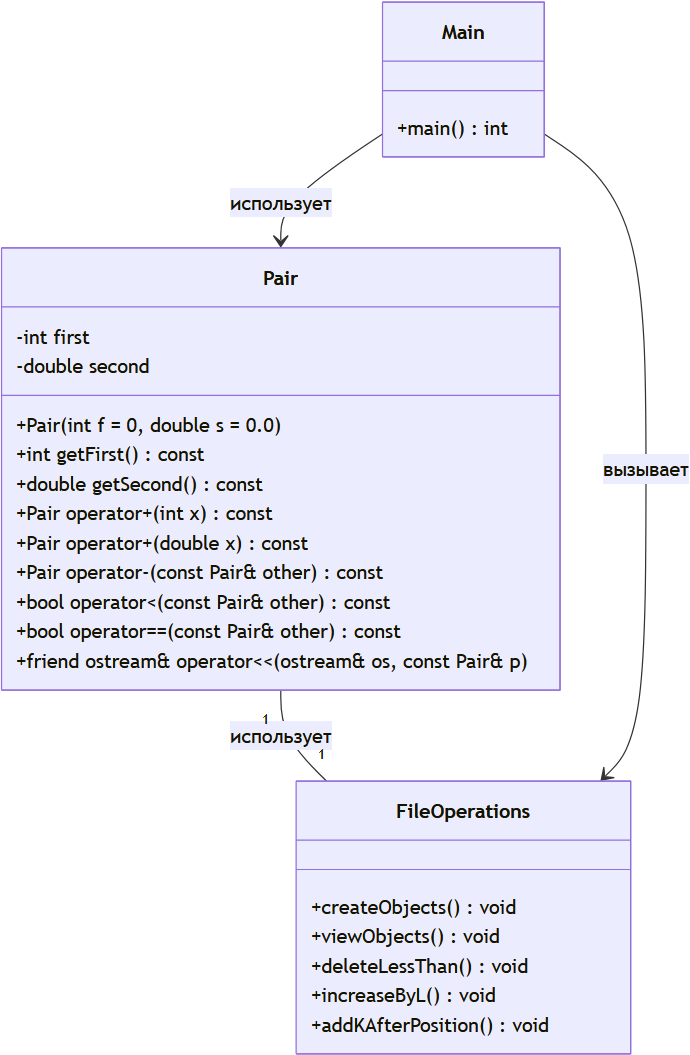 Main
+main() : int
использует
Pair
-int first
-double second
+Pair(int f = 0, double s = 0.0)
+int getFirst() : const
+double getSecond() : const
+Pair operator+(int x) : const
+Pair operator+(double x) : const
+Pair operator-(const Pair& other) : const
+bool operator<(const Pair& other) : const
+bool operator==(const Pair& other) : const
+friend ostream& operator<<(ostream& os, const Pair& p)
вызывает
1
использует
1
FileOperations
+createObjects() : void
+viewObjects() : void
+deleteLessThan() : void
+increaseByL() : void
+addKAfterPosition() : void